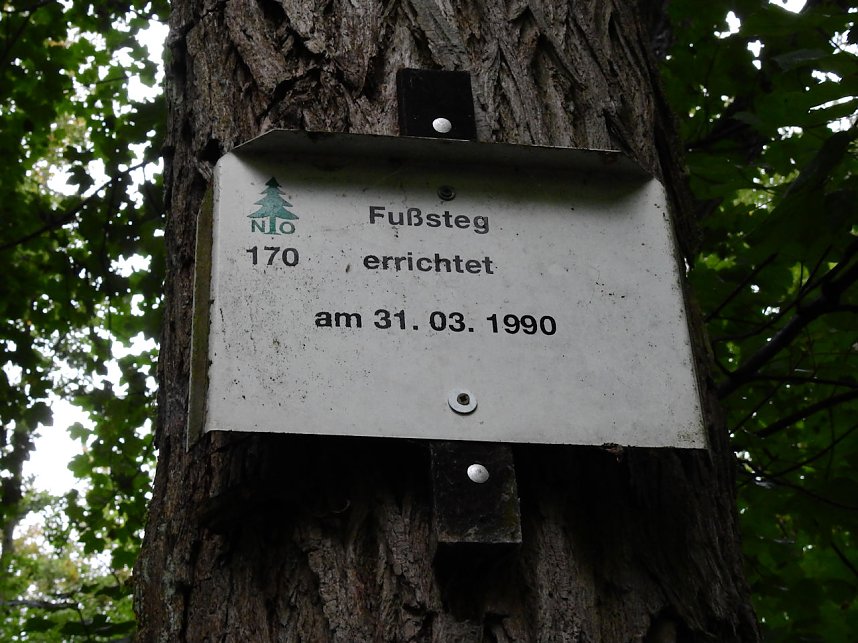 NO
170
Fußsteg
errichtet
am 31. 03. 1990